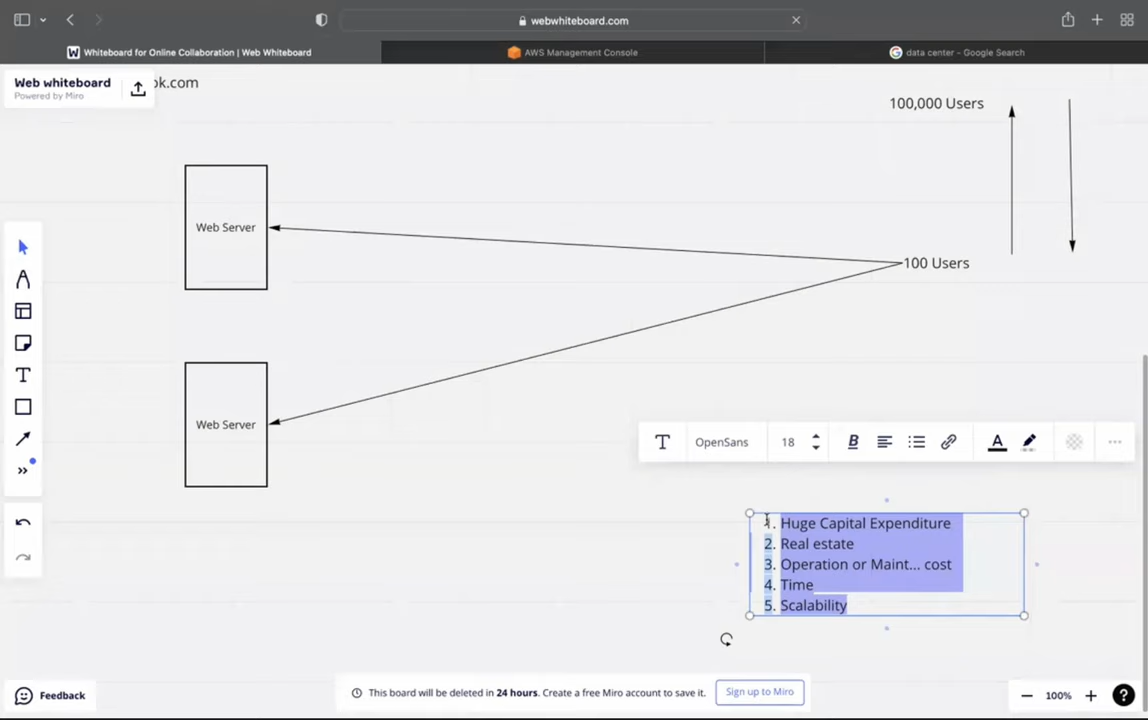 webwhiteboard.com
Whiteboard for Online Collaboration | Web Whiteboard
AWS Management Console
data center - Google Search
Web whiteboard
Powered by Miro
ok.com
100,000 Users
Web Server
100 Users
Web Server
OpenSans
18
1. Huge Capital Expenditure
2. Real estate
3. Operation or Maint... cost
4. Time
5. Scalability
Feedback
This board will be deleted in 24 hours. Create a free Miro account to save it.
Sign up to Miro
100%